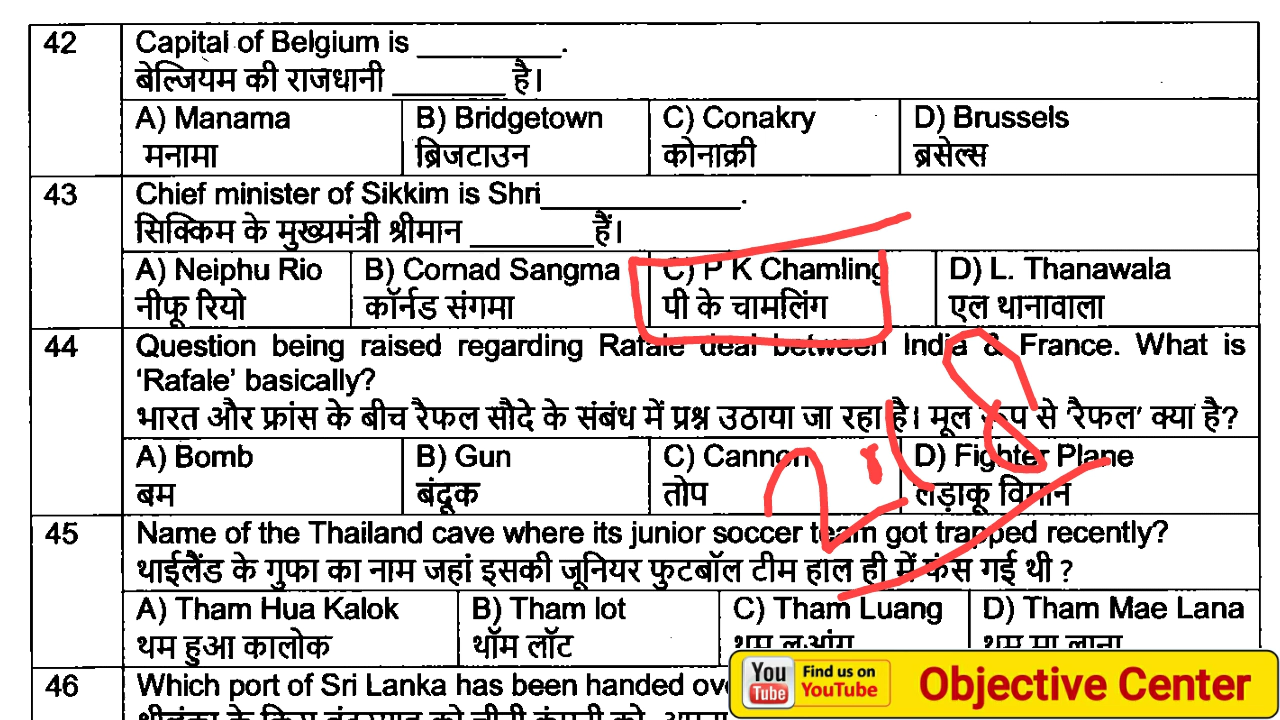 42
Capital of Belgium is _________.
बेल्जियम की राजधानी _______ है।
A) Manama
मनामा
B) Bridgetown
ब्रिजटाउन
C) Conakry
कोनाक्री
D) Brussels
ब्रसेल्स
43
Chief minister of Sikkim is Shri_____________.
सिक्किम के मुख्यमंत्री श्रीमान ________हैं।
A) Neiphu Rio
नीफू रियो
B) Cornad Sangma
कॉर्नड संगमा
C) P K Chamling
पी के चामलिंग
D) L. Thanawala
एल थानावाला
44
Question being raised regarding Rafale deal between India & France. What is
‘Rafale’ basically?
भारत और फ्रांस के बीच रैफल सौदे के संबंध में प्रश्न उठाया जा रहा है। मूल रूप से ‘रैफल’ क्या है?
A) Bomb
बम
B) Gun
बंदूक
C) Cannon
तोप
D) Fighter Plane
लड़ाकू विमान
45
Name of the Thailand cave where its junior soccer team got trapped recently?
थाईलैंड के गुफा का नाम जहां इसकी जूनियर फुटबॉल टीम हाल ही में फंस गई थी ?
A) Tham Hua Kalok
थम हुआ कालोक
B) Tham lot
थॉम लॉट
C) Tham Luang
थम लुआंग
D) Tham Mae Lana
थम मा लाना
46
Which port of Sri Lanka has been handed
You Tube
Find us on
YouTube
Objective Center